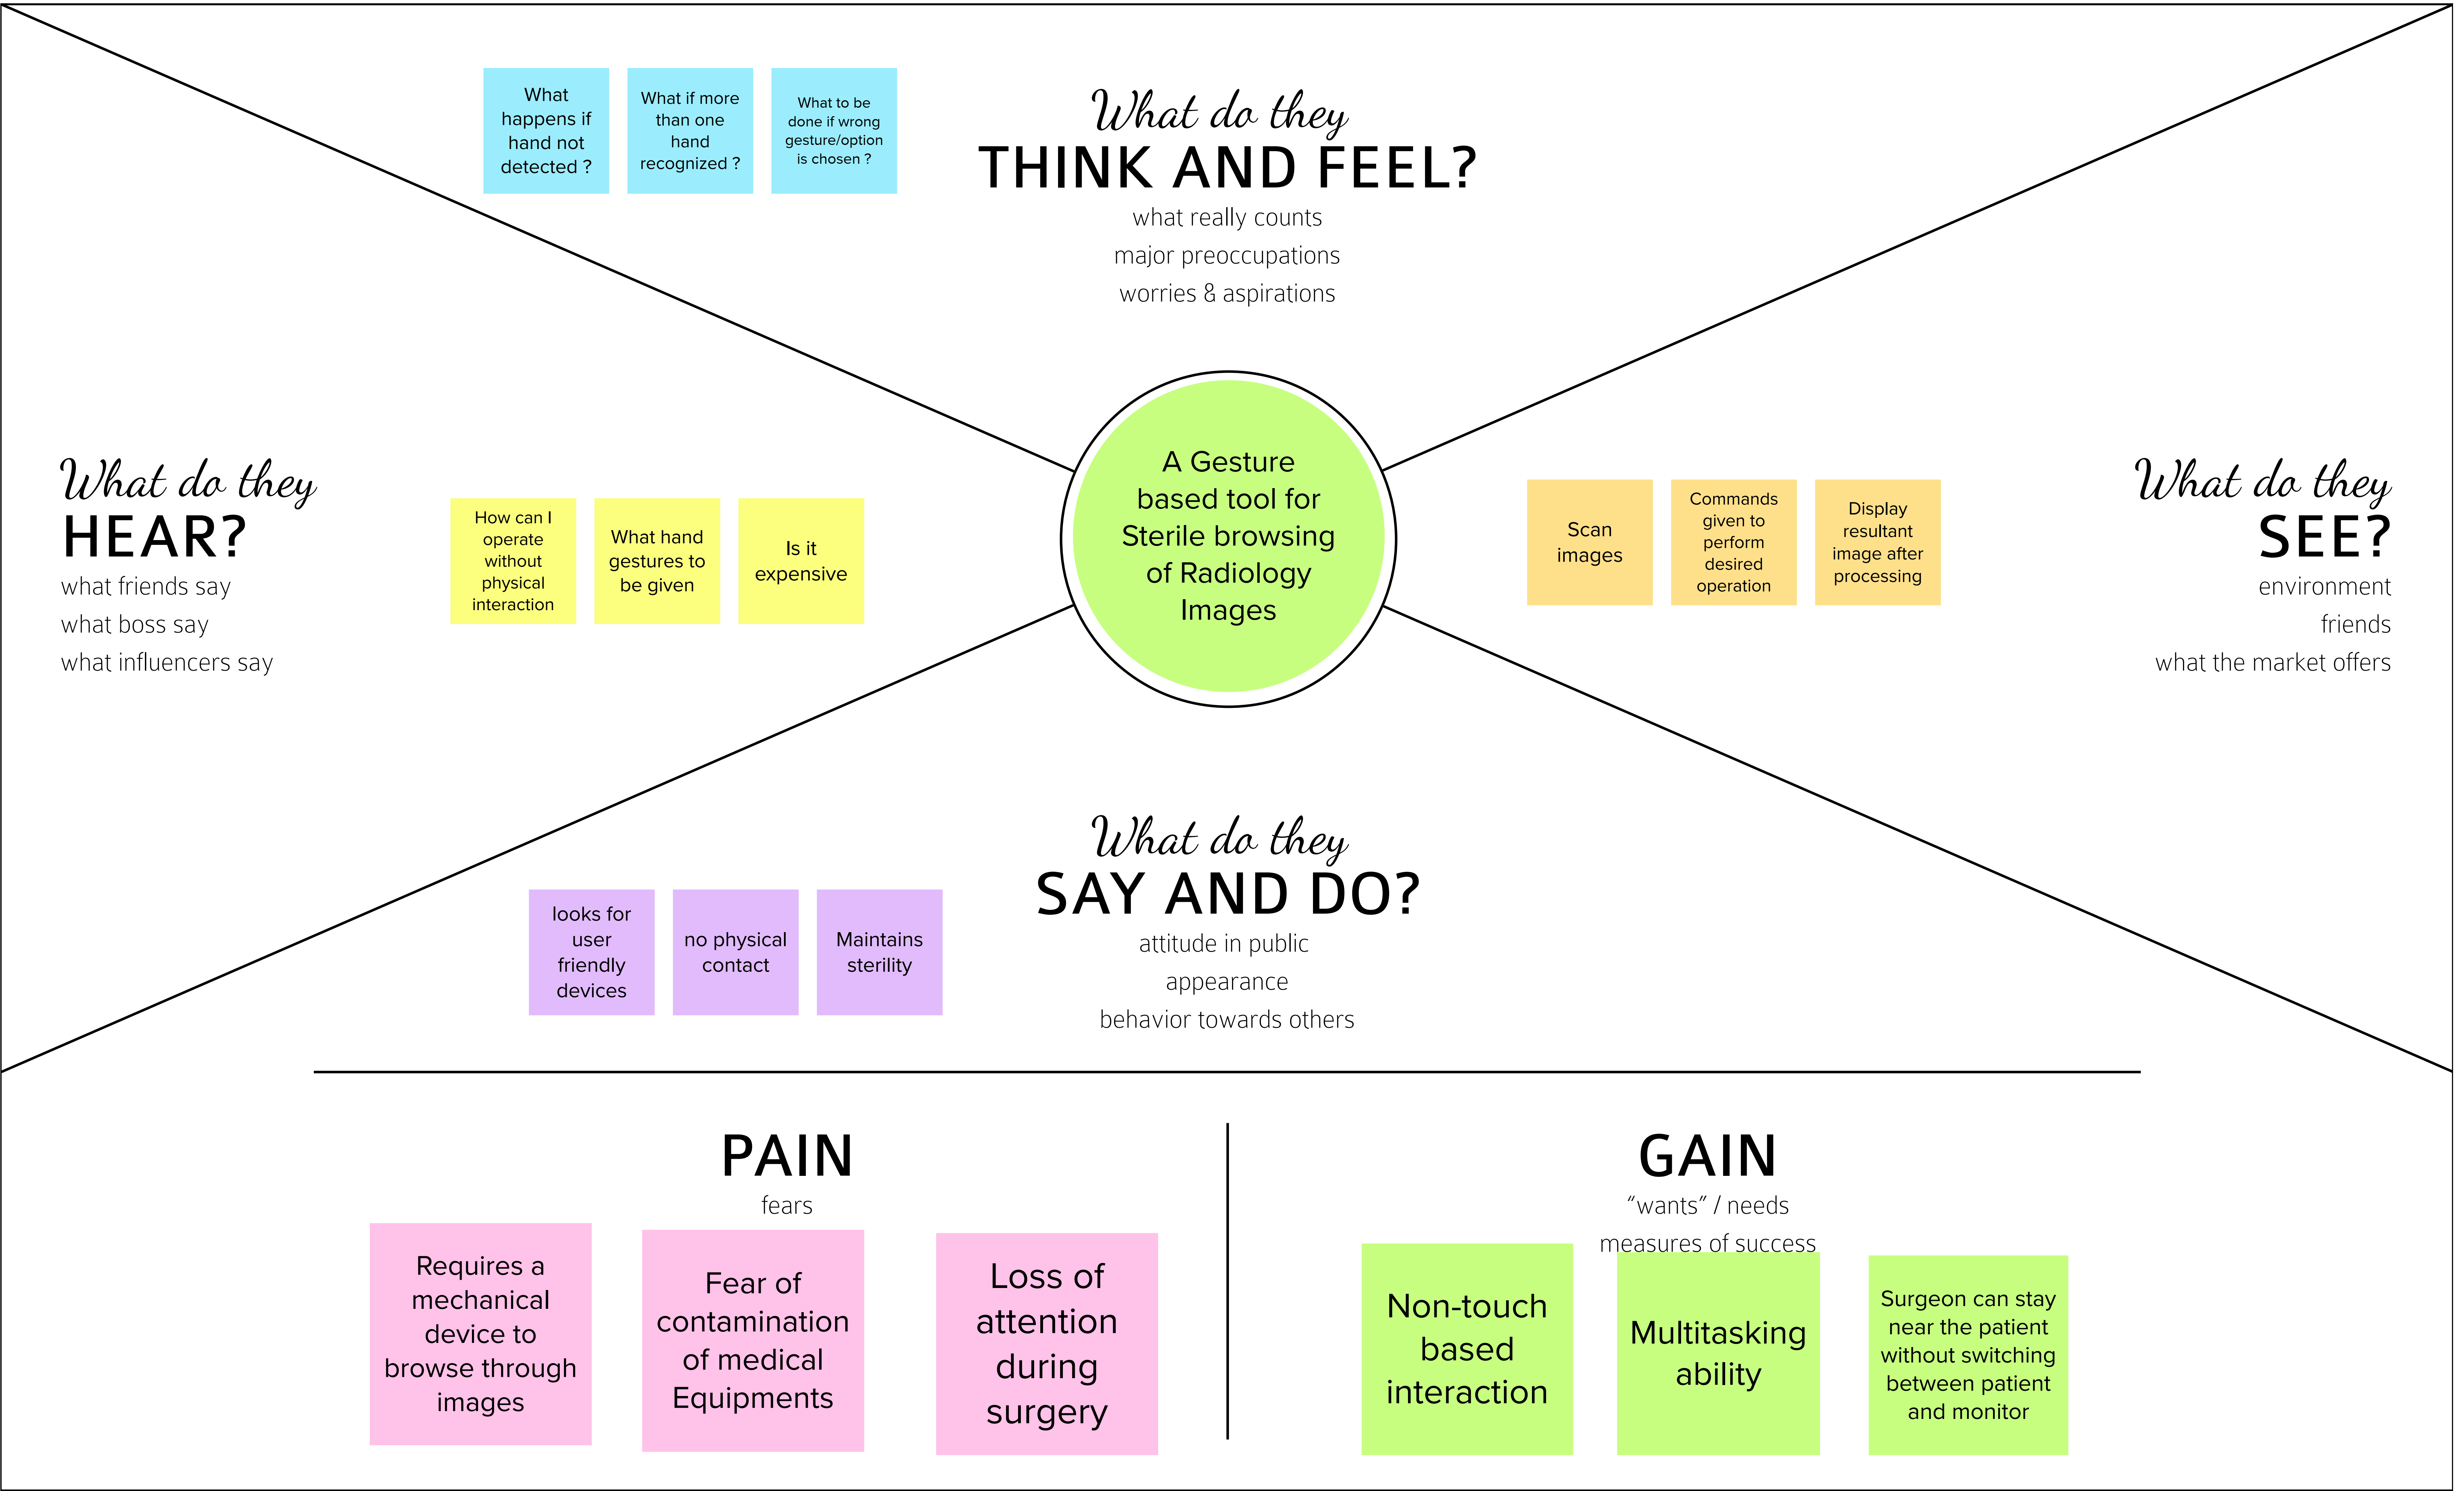 What
happens if
hand not
detected ?
What if more
than one
hand
recognized ?
What to be
done if wrong
gesture/option
is chosen ?
What do they
THINK AND FEEL?
what really counts
major preoccupations
worries & aspirations
What do they
HEAR?
what friends say
what boss say
what influencers say
How can I
operate
without
physical
interaction
What hand
gestures to
be given
Is it
expensive
A Gesture
based tool for
Sterile browsing
of Radiology
Images
Scan
images
Commands
given to
perform
desired
operation
Display
resultant
image after
processing
What do they
SEE?
environment
friends
what the market offers
What do they
SAY AND DO?
attitude in public
appearance
behavior towards others
looks for
user
friendly
devices
no physical
contact
Maintains
sterility
PAIN
fears
Requires a
mechanical
device to
browse through
images
Fear of
contamination
of medical
Equipments
Loss of
attention
during
surgery
GAIN
“wants” / needs
measures of success
Non-touch
based
interaction
Multitasking
ability
Surgeon can stay
near the patient
without switching
between patient
and monitor